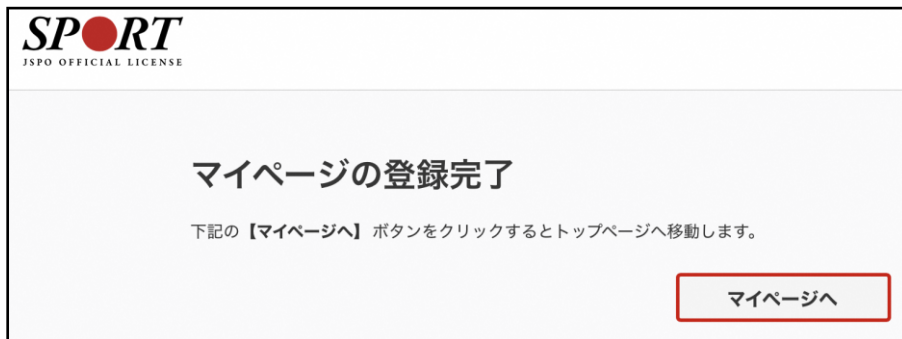 SPORT
JSPO OFFICIAL LICENSE
マイページの登録完了
下記の【マイページへ】ボタンをクリックするとトップページへ移動します。
マイページへ